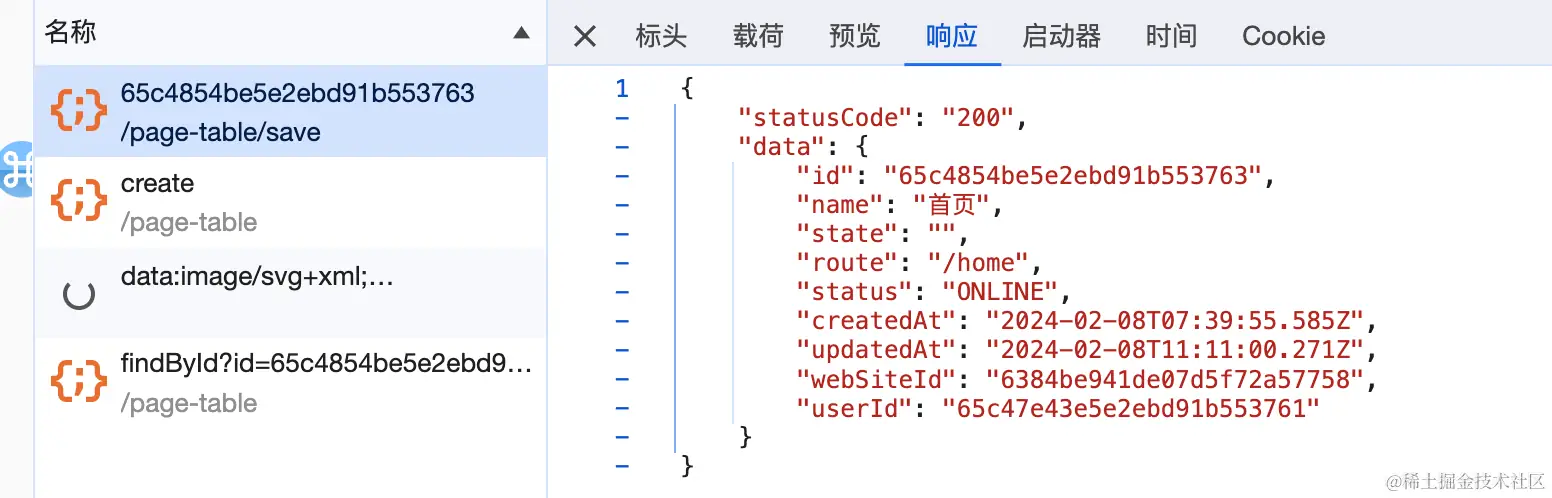 名称 ▲
65c4854be5e2ebd91b553763
/page-table/save
create
/page-table
data:image/svg+xml;...
findById?id=65c4854be5e2ebd9...
/page-table
标头 载荷 预览 响应 启动器 时间 Cookie
1 {
- "statusCode": "200",
- "data": {
- "id": "65c4854be5e2ebd91b553763",
- "name": "首页",
- "state": "",
- "route": "/home",
- "status": "ONLINE",
- "createdAt": "2024-02-08T07:39:55.585Z",
- "updatedAt": "2024-02-08T11:11:00.271Z",
- "webSiteId": "6384be941de07d5f72a57758",
- "userId": "65c47e43e5e2ebd91b553761"
- }
- }
@稀土掘金技术社区